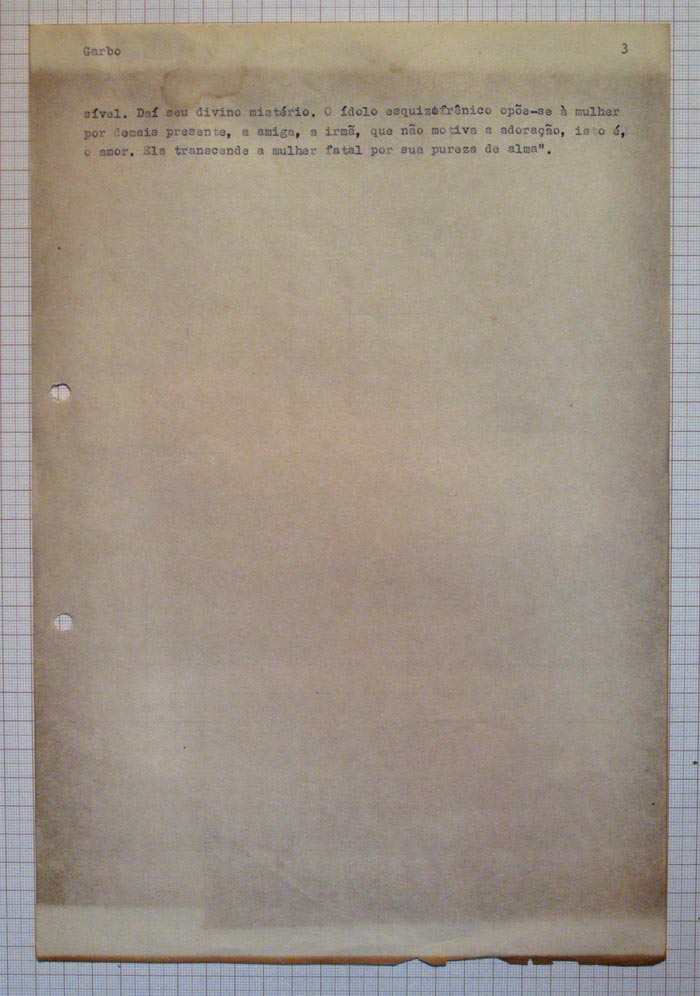 Garbo 3
sível. Daí seu divino mistério. O ídolo esquizofrênico opõe-se à mulher
por demais presente, a amiga, a irmã, que não motiva a adoração, isto é,
o amor. Ela transcende a mulher fatal por sua pureza de alma".